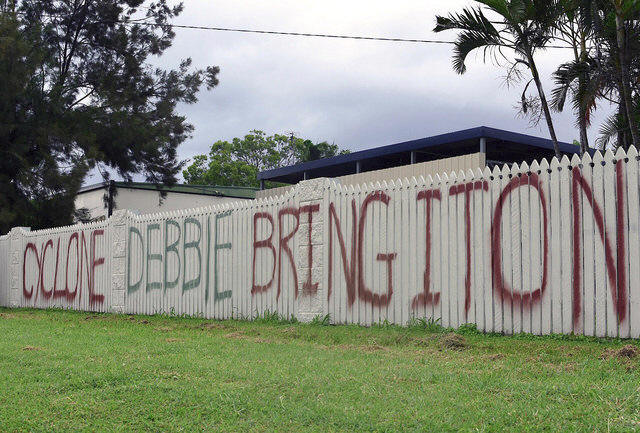 CYCLONE DEBBIE BRING IT ON